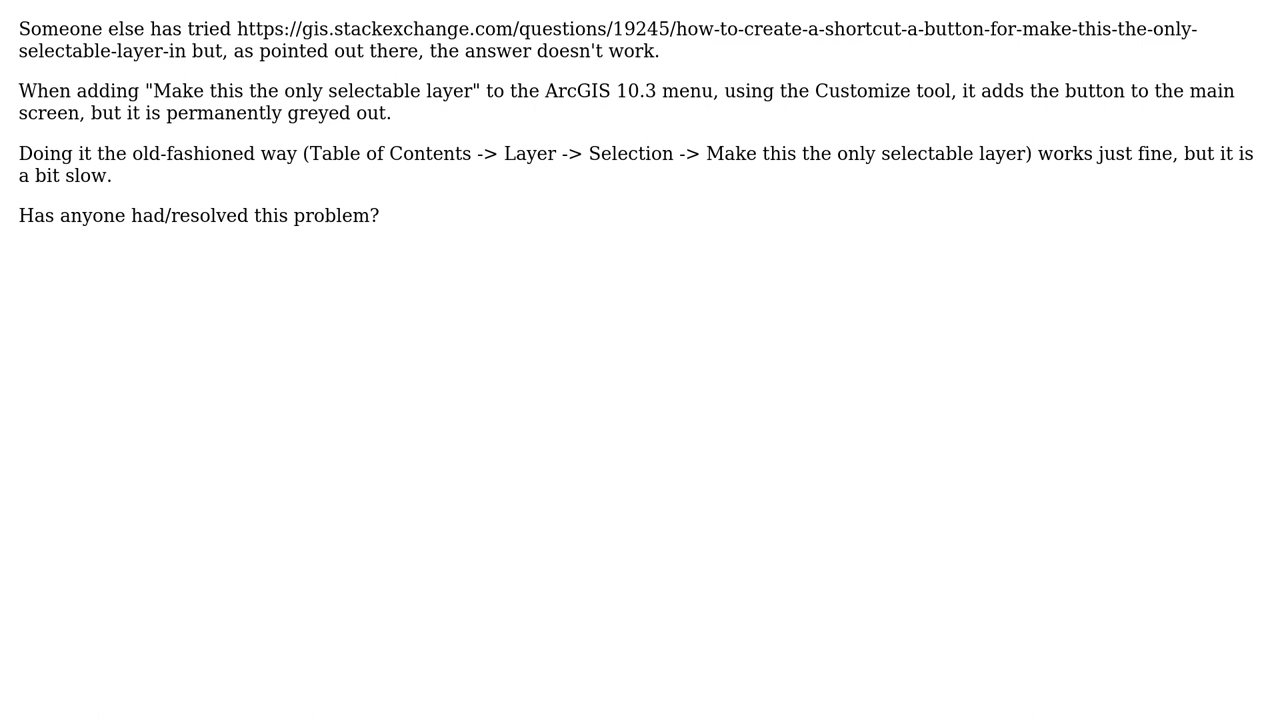 Someone else has tried https://gis.stackexchange.com/questions/19245/how-to-create-a-shortcut-a-button-for-make-this-the-only-
selectable-layer-in but, as pointed out there, the answer doesn't work.
When adding "Make this the only selectable layer" to the ArcGIS 10.3 menu, using the Customize tool, it adds the button to the main
screen, but it is permanently greyed out.
Doing it the old-fashioned way (Table of Contents -> Layer -> Selection -> Make this the only selectable layer) works just fine, but it is
a bit slow.
Has anyone had/resolved this problem?